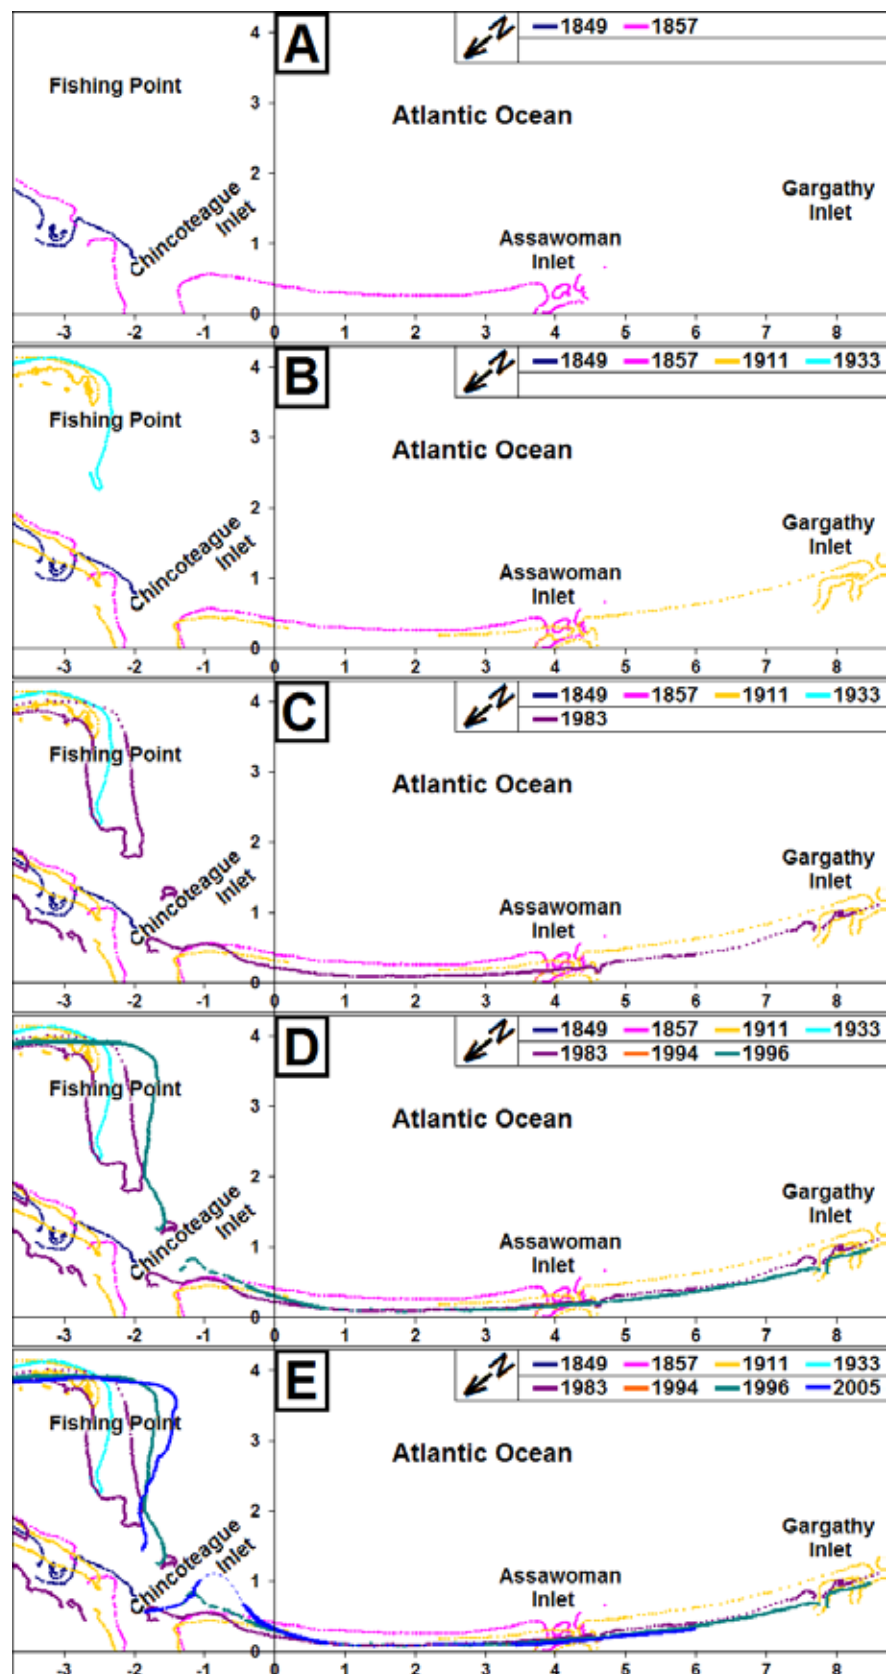 A
N
1849 1857
4
Fishing Point
Atlantic Ocean
3
2
Gargathy
Inlet
Chincoteague
Inlet
Assawoman
Inlet
1
0
-3 -2 -1 0 1 2 3 4 5 6 7 8
B
N
1849 1857 1911 1933
4
Fishing Point
Atlantic Ocean
3
2
Gargathy
Inlet
Chincoteague
Inlet
Assawoman
Inlet
1
0
-3 -2 -1 0 1 2 3 4 5 6 7 8
C
N
1849 1857 1911 1933
1983
4
Fishing Point
Atlantic Ocean
3
2
Gargathy
Inlet
Chincoteague
Inlet
Assawoman
Inlet
1
0
-3 -2 -1 0 1 2 3 4 5 6 7 8
D
N
1849 1857 1911 1933
1983 1994 1996
4
Fishing Point
Atlantic Ocean
3
2
Gargathy
Inlet
Chincoteague
Inlet
Assawoman
Inlet
1
0
-3 -2 -1 0 1 2 3 4 5 6 7 8
E
N
1849 1857 1911 1933
1983 1994 1996 2005
4
Fishing Point
Atlantic Ocean
3
2
Gargathy
Inlet
Chincoteague
Inlet
Assawoman
Inlet
1
0
-3 -2 -1 0 1 2 3 4 5 6 7 8